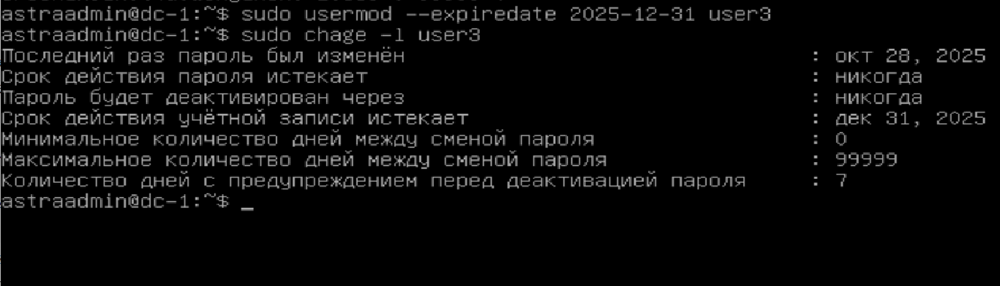 astraadmin@dc-1:~$ sudo usermod --expiredate 2025-12-31 user3
astraadmin@dc-1:~$ sudo chage -l user3
Последний раз пароль был изменён : окт 28, 2025
Срок действия пароля истекает : никогда
Пароль будет деактивирован через : никогда
Срок действия учётной записи истекает : дек 31, 2025
Минимальное количество дней между сменой пароля : 0
Максимальное количество дней между сменой пароля : 99999
Количество дней с предупреждением перед деактивацией пароля : 7
astraadmin@dc-1:~$ _